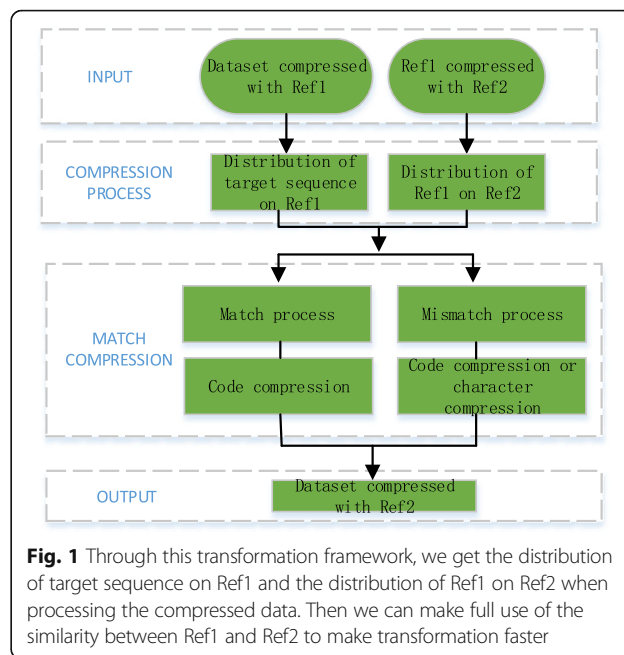 INPUT
Dataset compressed
with Ref1
Ref1 compressed
with Ref2
COMPRESSION
PROCESS
Distribution of
target sequence
on Ref1
Distribution of
Ref1 on Ref2
MATCH
COMPRESSION
Match process
Mismatch process
Code compression
Code compression or
character
compression
OUTPUT
Dataset compressed
with Ref2
Fig. 1 Through this transformation framework, we get the distribution
of target sequence on Ref1 and the distribution of Ref1 on Ref2 when
processing the compressed data. Then we can make full use of the
similarity between Ref1 and Ref2 to make transformation faster